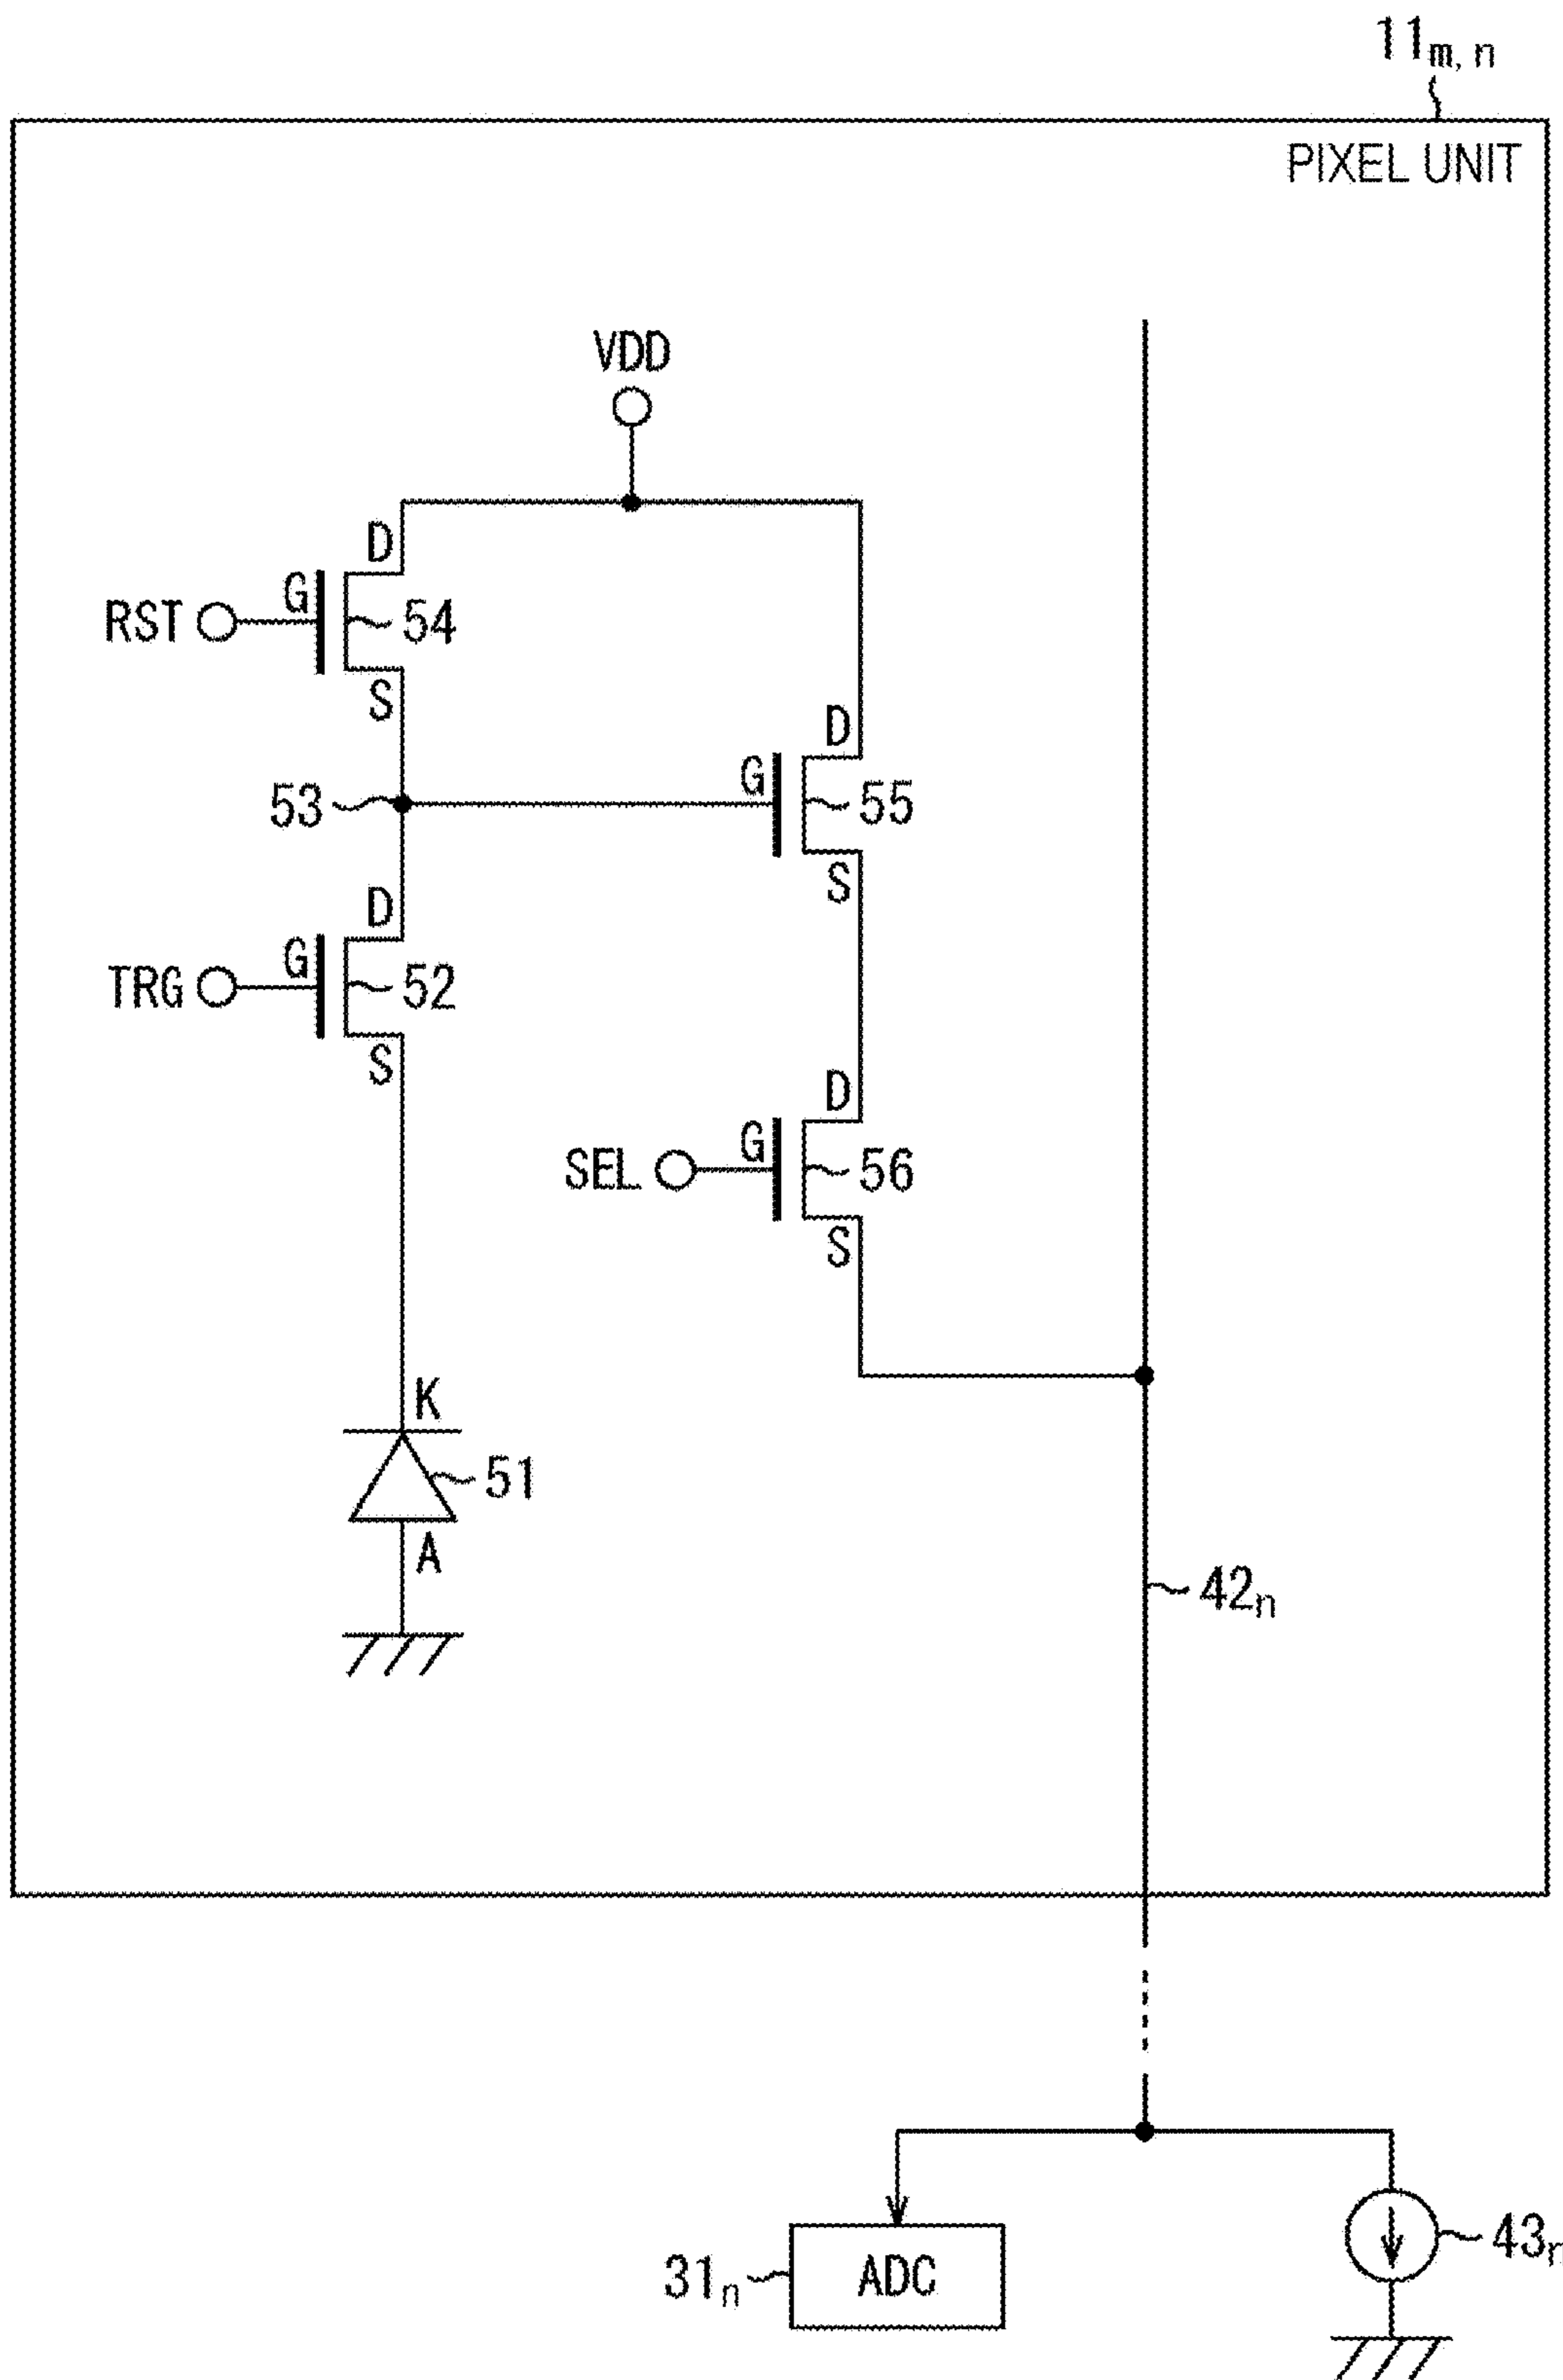 11m, n
PIXEL UNIT
VDD
D
G
RST
54
S
D
53
G
55
S
D
G
TRG
52
S
D
G
SEL
56
S
K
51
A
42n
31n
ADC
43n